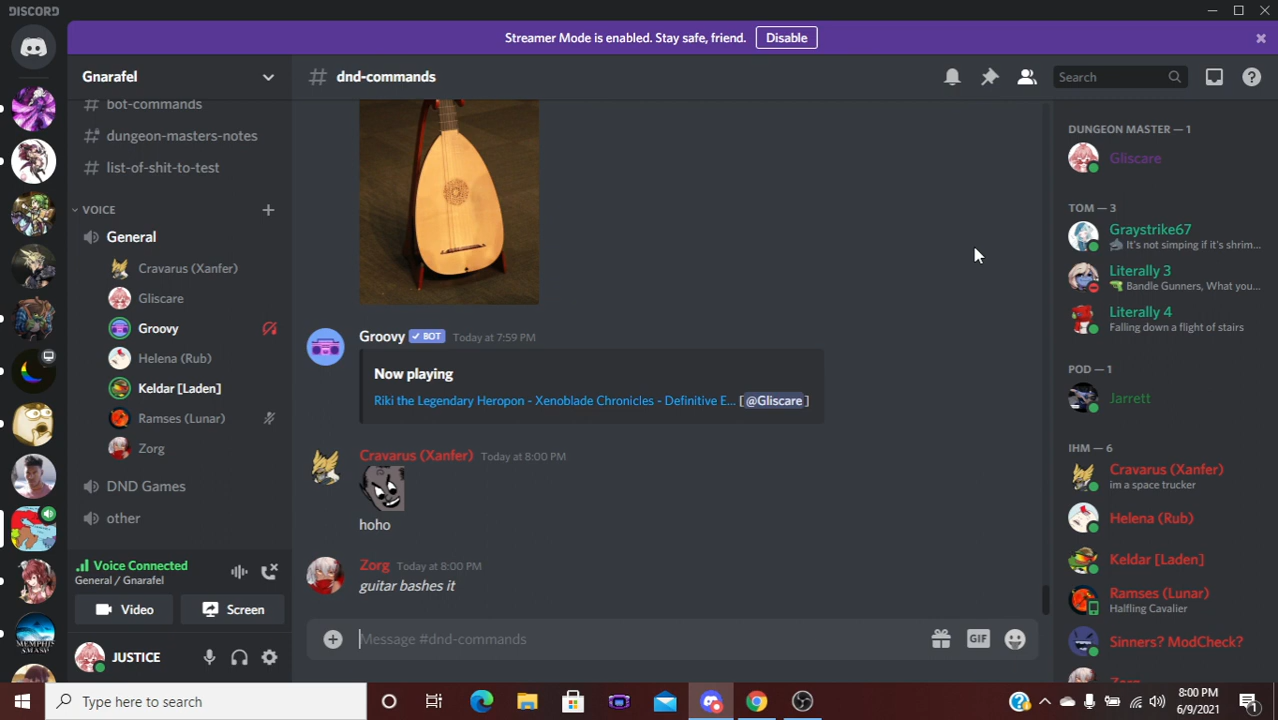 DISCORD
Streamer Mode is enabled. Stay safe, friend. Disable
Gnarafel
dnd-commands
Search
bot-commands
dungeon-masters-notes
list-of-shit-to-test
VOICE
General
Cravarus (Xanfer)
Gliscare
Groovy
Helena (Rub)
Keldar [Laden]
Ramses (Lunar)
Zorg
DND Games
other
Voice Connected
General / Gnarafel
Video
Screen
JUSTICE
Groovy BOT Today at 7:59 PM
Now playing
Riki the Legendary Heropon - Xenoblade Chronicles - Definitive E... [ @Gliscare ]
Cravarus (Xanfer) Today at 8:00 PM
hoho
Zorg Today at 8:00 PM
guitar bashes it
Message #dnd-commands
GIF
DUNGEON MASTER — 1
Gliscare
TOM — 3
Graystrike67
It's not simping if it's shrim...
Literally 3
Bandle Gunners, What you...
Literally 4
Falling down a flight of stairs
POD — 1
Jarrett
IHM — 6
Cravarus (Xanfer)
im a space trucker
Helena (Rub)
Keldar [Laden]
Ramses (Lunar)
Halfling Cavalier
Sinners? ModCheck?
Zorg
Type here to search
8:00 PM
6/9/2021
1